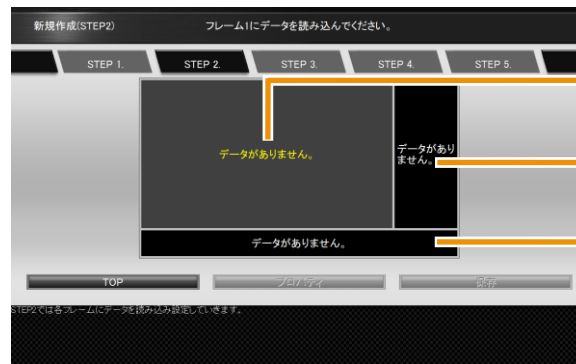 新規作成(STEP2)
フレーム1にデータを読み込んでください。
STEP 1.
STEP 2.
STEP 3.
STEP 4.
STEP 5.
データがありません。
データがあり
ません。
データがありません。
TOP
プロパティ
保存
STEP2では各フレームにデータを読み込み設定していきます。